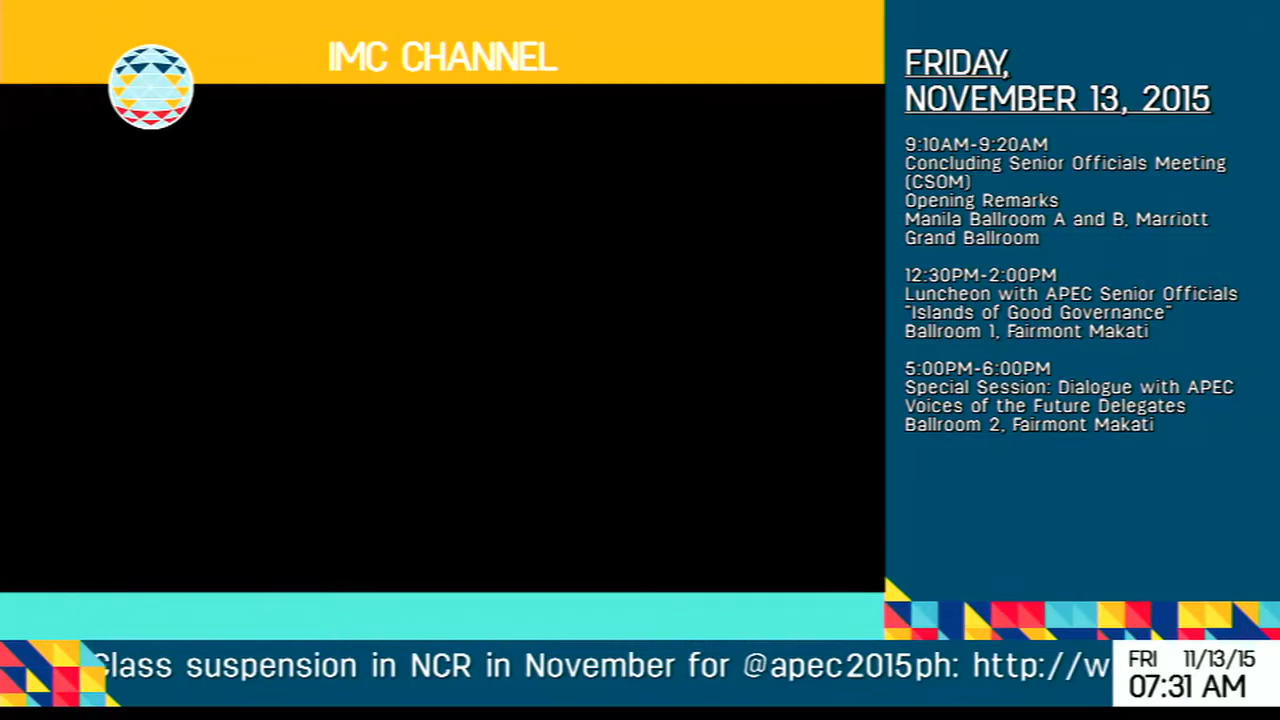 IMC CHANNEL
FRIDAY,
NOVEMBER 13, 2015
9:10AM-9:20AM
Concluding Senior Officials Meeting
(CSOM)
Opening Remarks
Manila Ballroom A and B, Marriott
Grand Ballroom
12:30PM-2:00PM
Luncheon with APEC Senior Officials
"Islands of Good Governance"
Ballroom 1, Fairmont Makati
5:00PM-6:00PM
Special Session: Dialogue with APEC
Voices of the Future Delegates
Ballroom 2, Fairmont Makati
Class suspension in NCR in November for @apec2015ph: http://w
FRI 11/13/15
07:31 AM